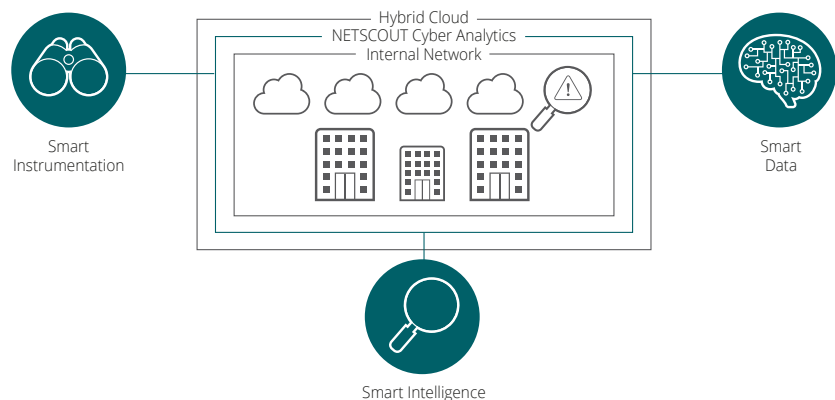 Hybrid Cloud
NETSCOUT Cyber Analytics
Internal Network
!
Smart
Instrumentation
Smart
Data
Smart Intelligence